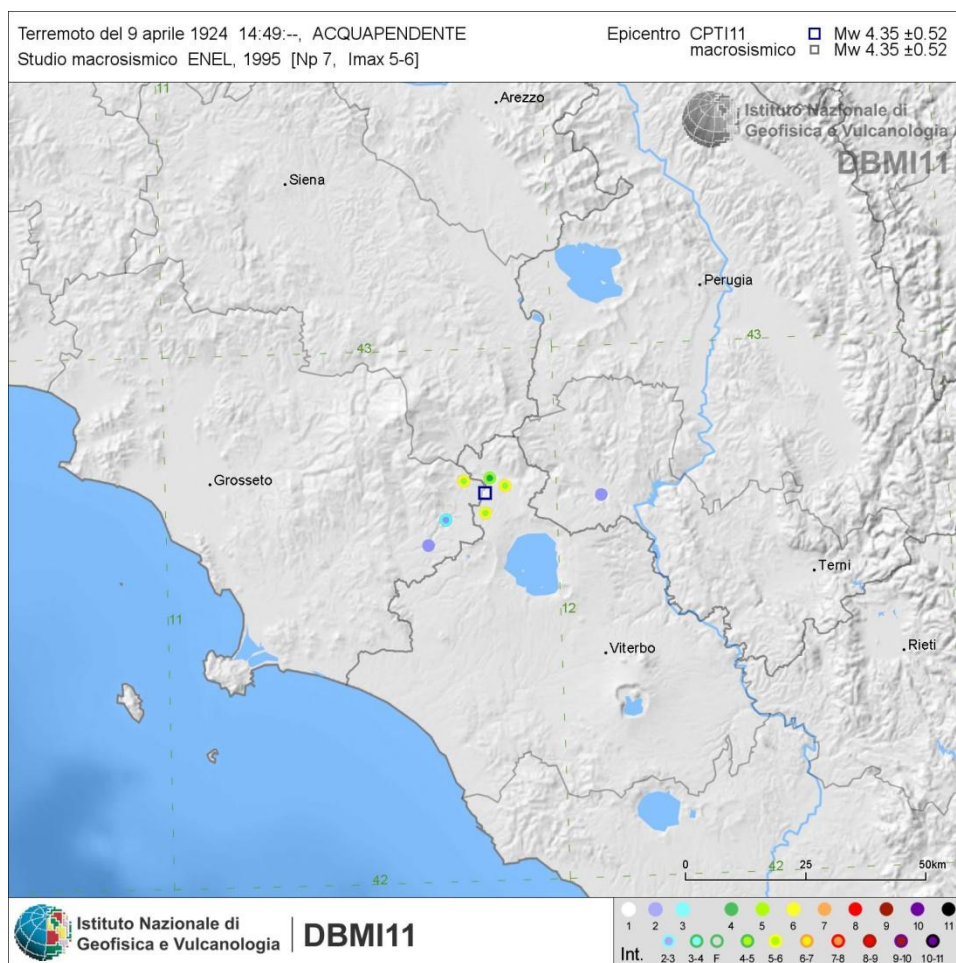 Terremoto del 9 aprile 1924 14:49:--, ACQUAPENDENTE
Studio macrosismico ENEL, 1995 [Np 7, Imax 5-6]
Epicentro CPTI11 Mw 4.35 ±0.52
macrosismico Mw 4.35 ±0.52
11
Arezzo
Istituto Nazionale di
Geofisica e Vulcanologia
DBMI11
Siena
Perugia
43
43
Grosseto
Terni
12
11
Viterbo
Rieti
42
42
0 25 50km
Istituto Nazionale di
Geofisica e Vulcanologia
DBMI11
1 2 3 4 5 6 7 8 9 10 11
Int. 2-3 3-4 F 4-5 5-6 6-7 7-8 8-9 9-10 10-11